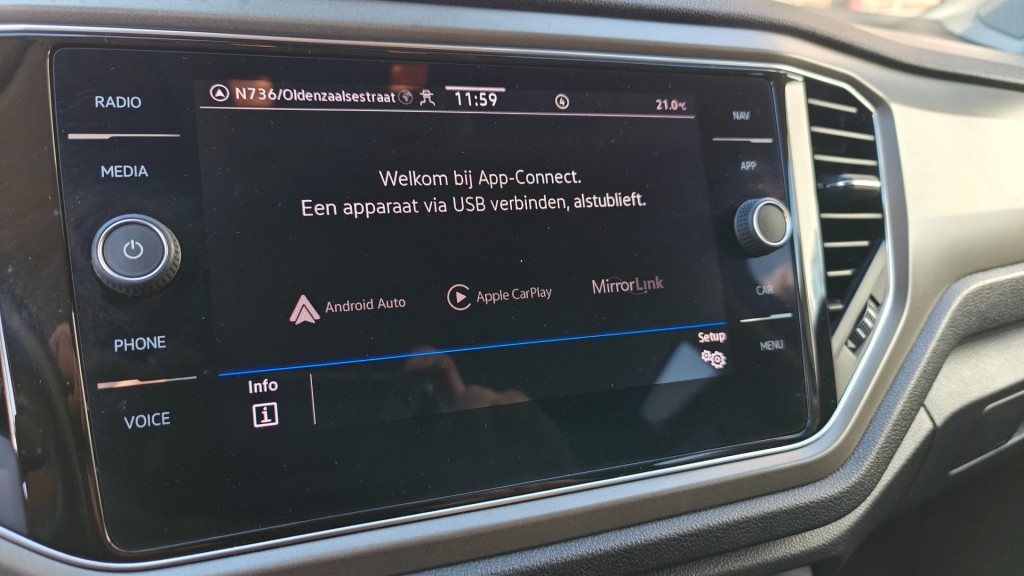 RADIO
MEDIA
PHONE
VOICE
N736/Oldenzaalsestraat
11:59
4
21.0°C
Welkom bij App-Connect.
Een apparaat via USB verbinden, alstublieft.
Android Auto
Apple CarPlay
MirrorLink
Setup
Info
i
NAV
APP
CAR
MENU